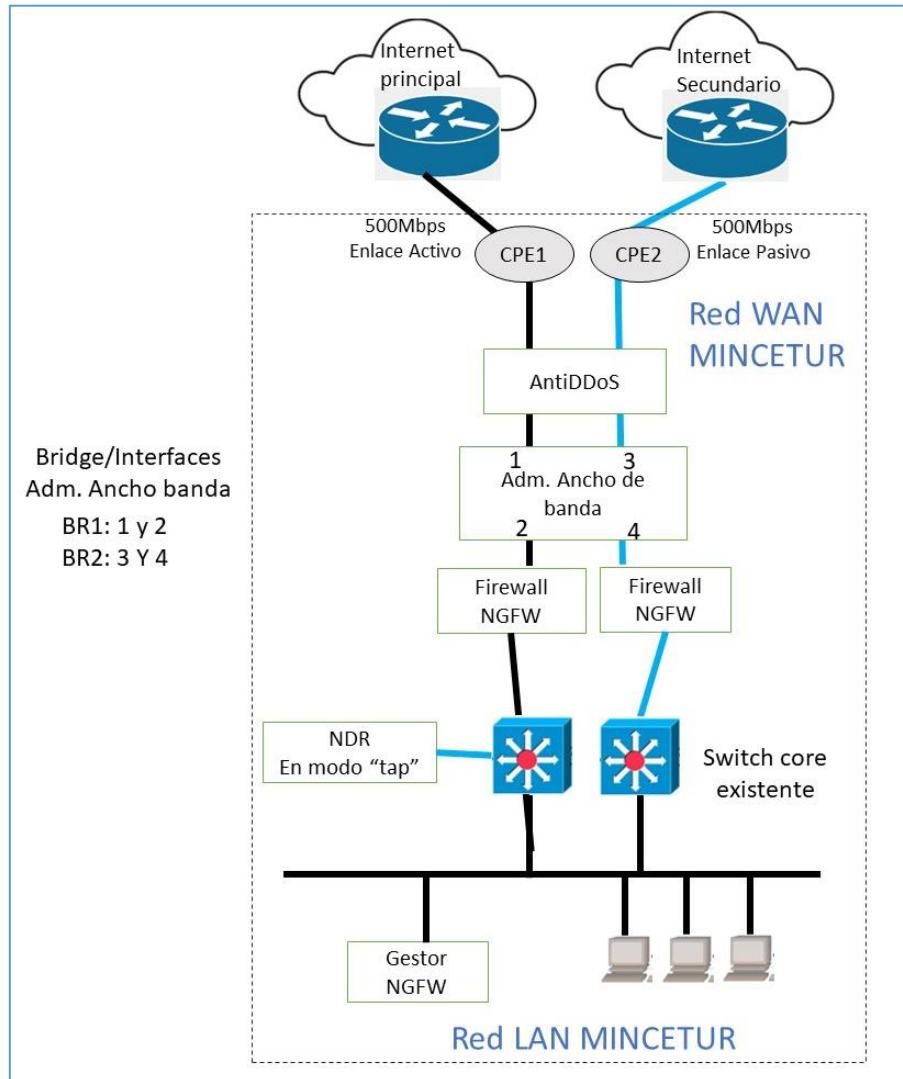 Internet
principal
Internet
Secundario
500Mbps
Enlace Activo
CPE1
CPE2
500Mbps
Enlace Pasivo
Red WAN
MINCETUR
AntiDDoS
Bridge/Interfaces
Adm. Ancho banda
BR1: 1 y 2
BR2: 3 Y 4
1 3
Adm. Ancho de
banda
2 4
Firewall
NGFW
Firewall
NGFW
NDR
En modo “tap”
Switch core
existente
Gestor
NGFW
Red LAN MINCETUR